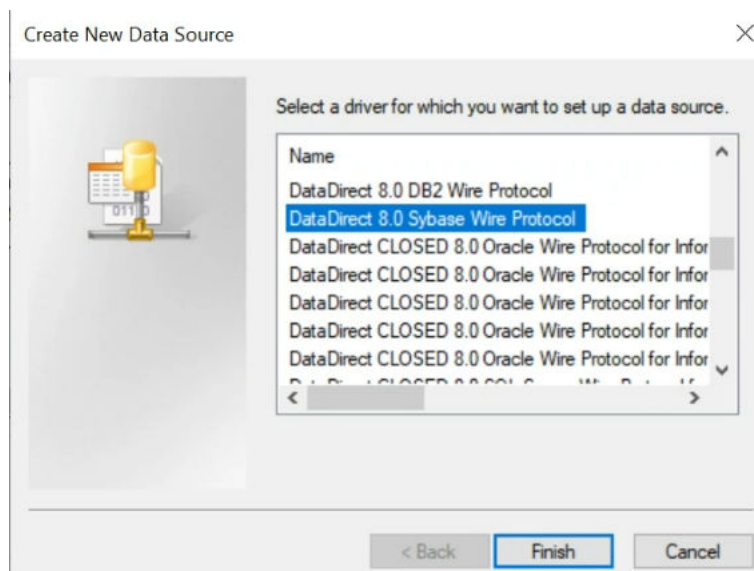 Create New Data Source
Select a driver for which you want to set up a data source.
Name
DataDirect 8.0 DB2 Wire Protocol
DataDirect 8.0 Sybase Wire Protocol
DataDirect CLOSED 8.0 Oracle Wire Protocol for Infor
DataDirect CLOSED 8.0 Oracle Wire Protocol for Infor
DataDirect CLOSED 8.0 Oracle Wire Protocol for Infor
DataDirect CLOSED 8.0 Oracle Wire Protocol for Infor
DataDirect CLOSED 8.0 Oracle Wire Protocol for Infor
< Back
Finish
Cancel